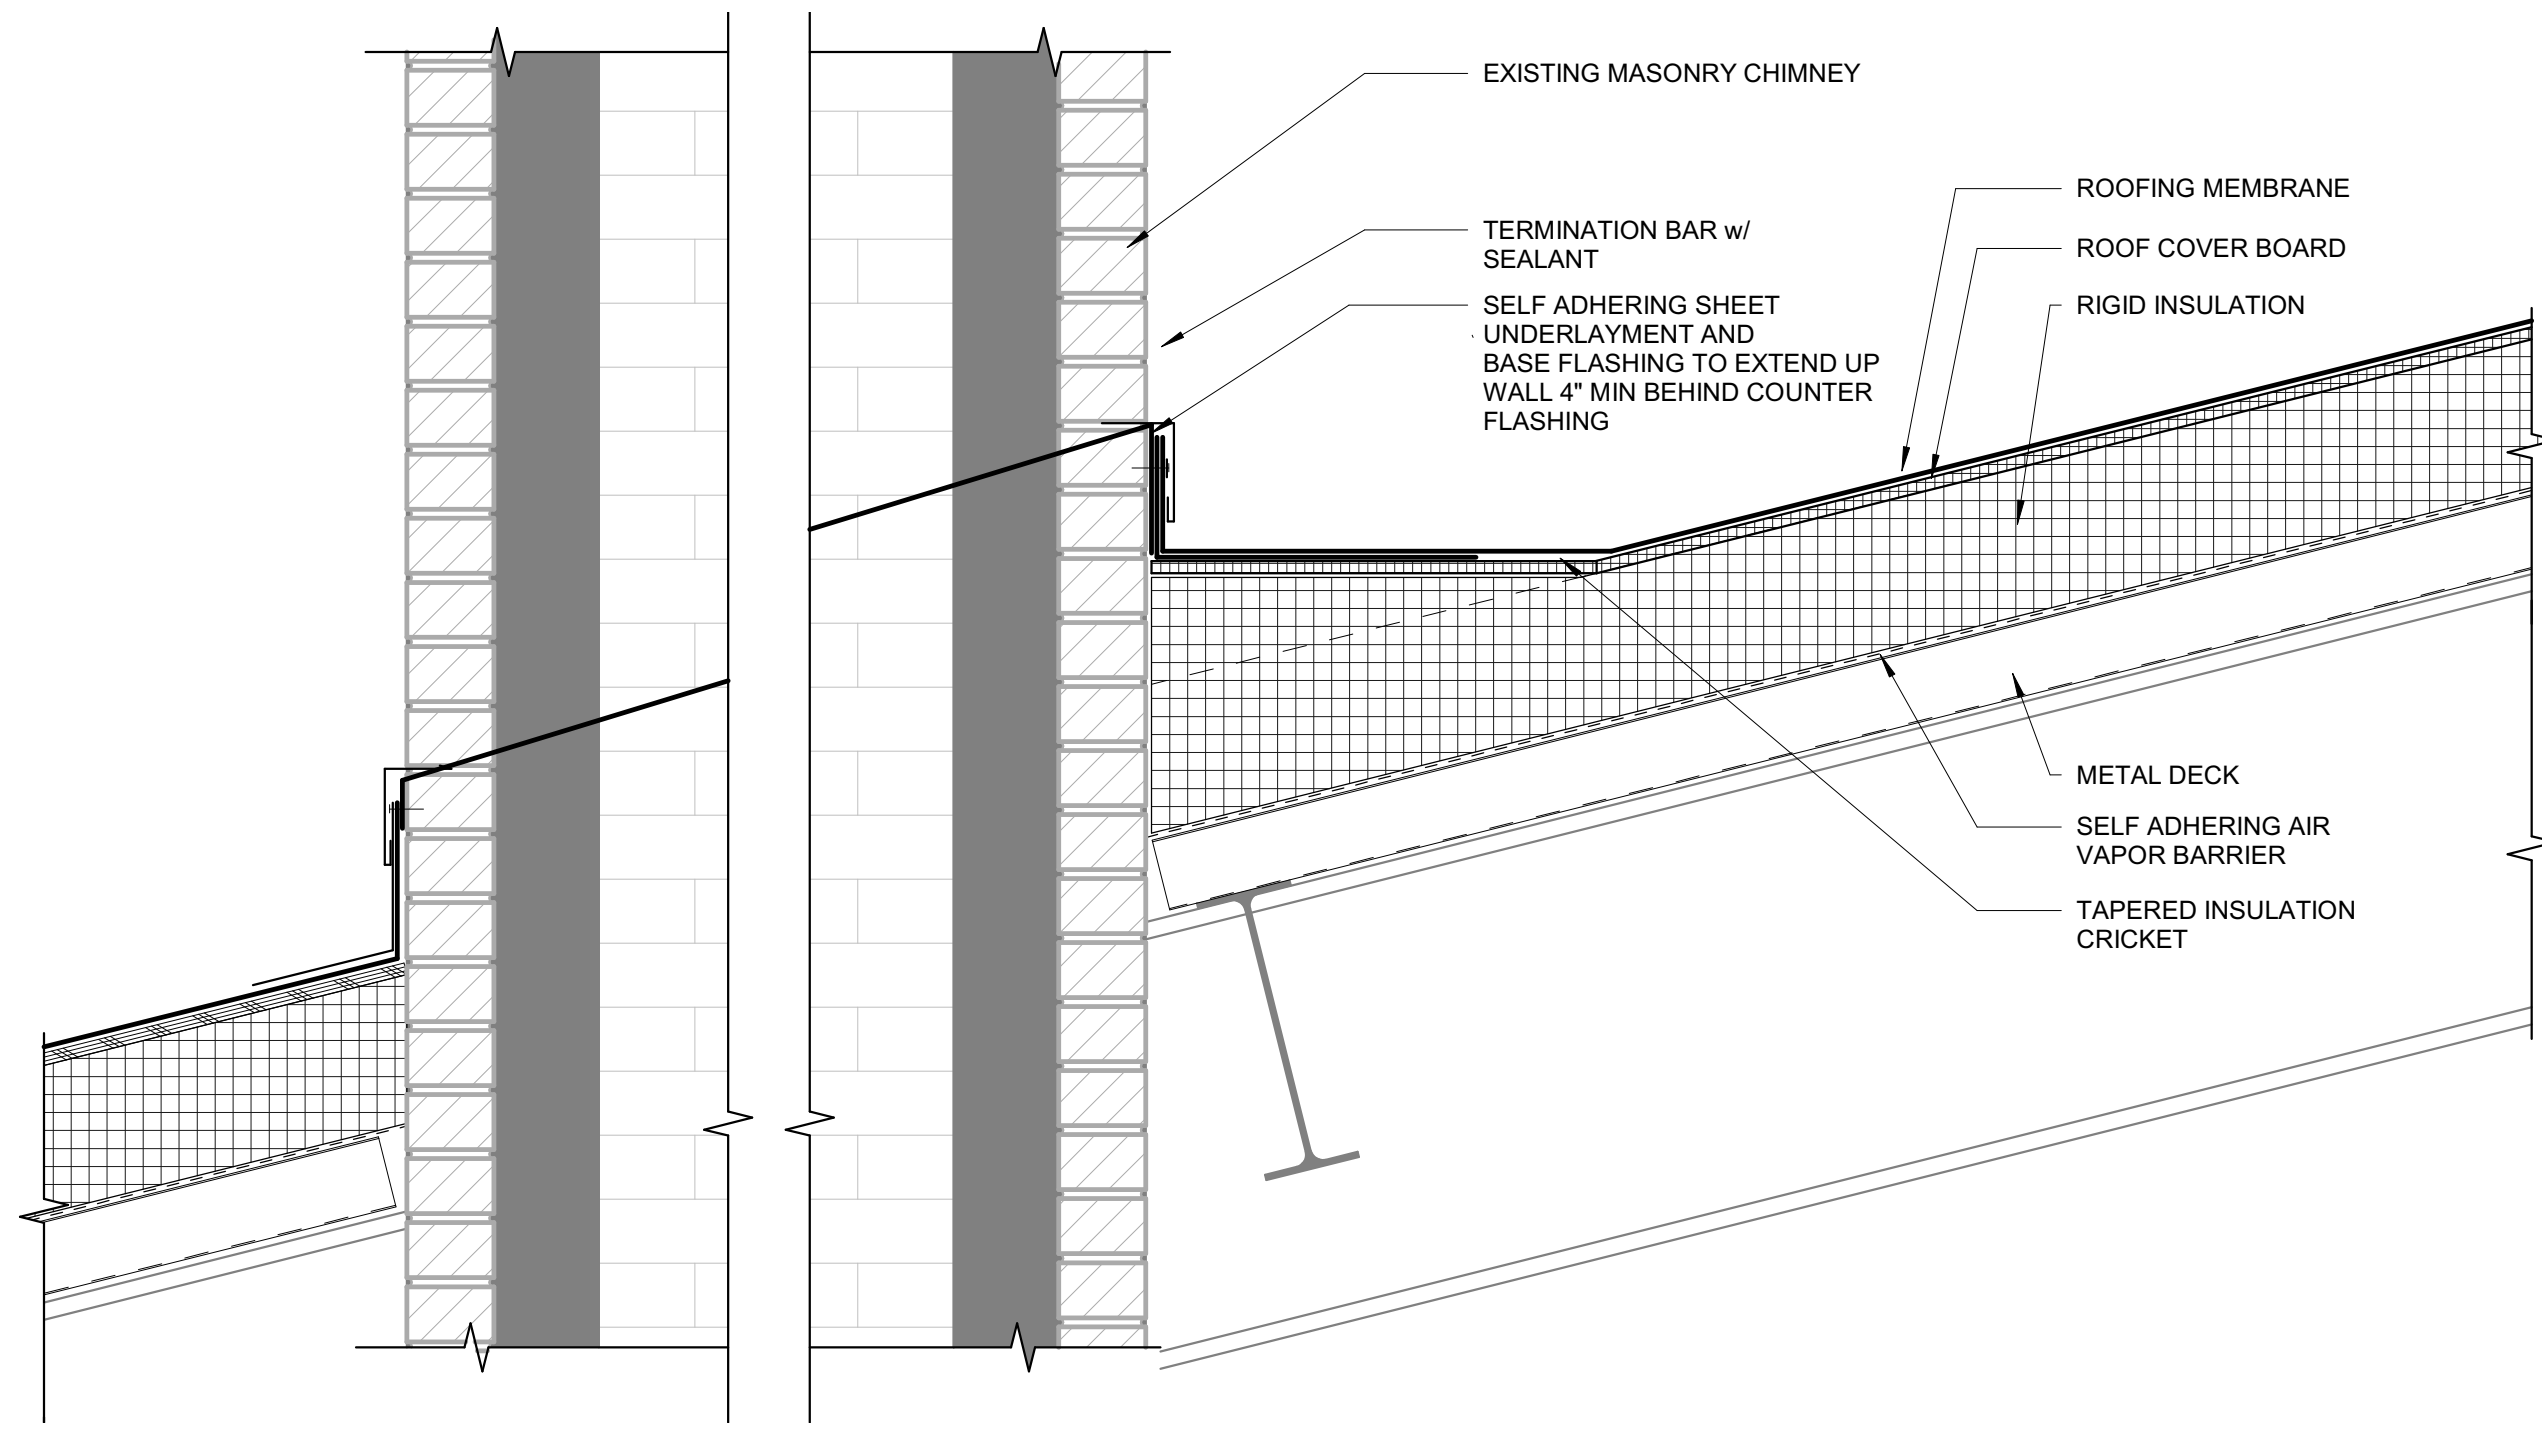 EXISTING MASONRY CHIMNEY
TERMINATION BAR w/
SEALANT
SELF ADHERING SHEET
UNDERLAYMENT AND
BASE FLASHING TO EXTEND UP
WALL 4" MIN BEHIND COUNTER
FLASHING
ROOFING MEMBRANE
ROOF COVER BOARD
RIGID INSULATION
METAL DECK
SELF ADHERING AIR
VAPOR BARRIER
TAPERED INSULATION
CRICKET